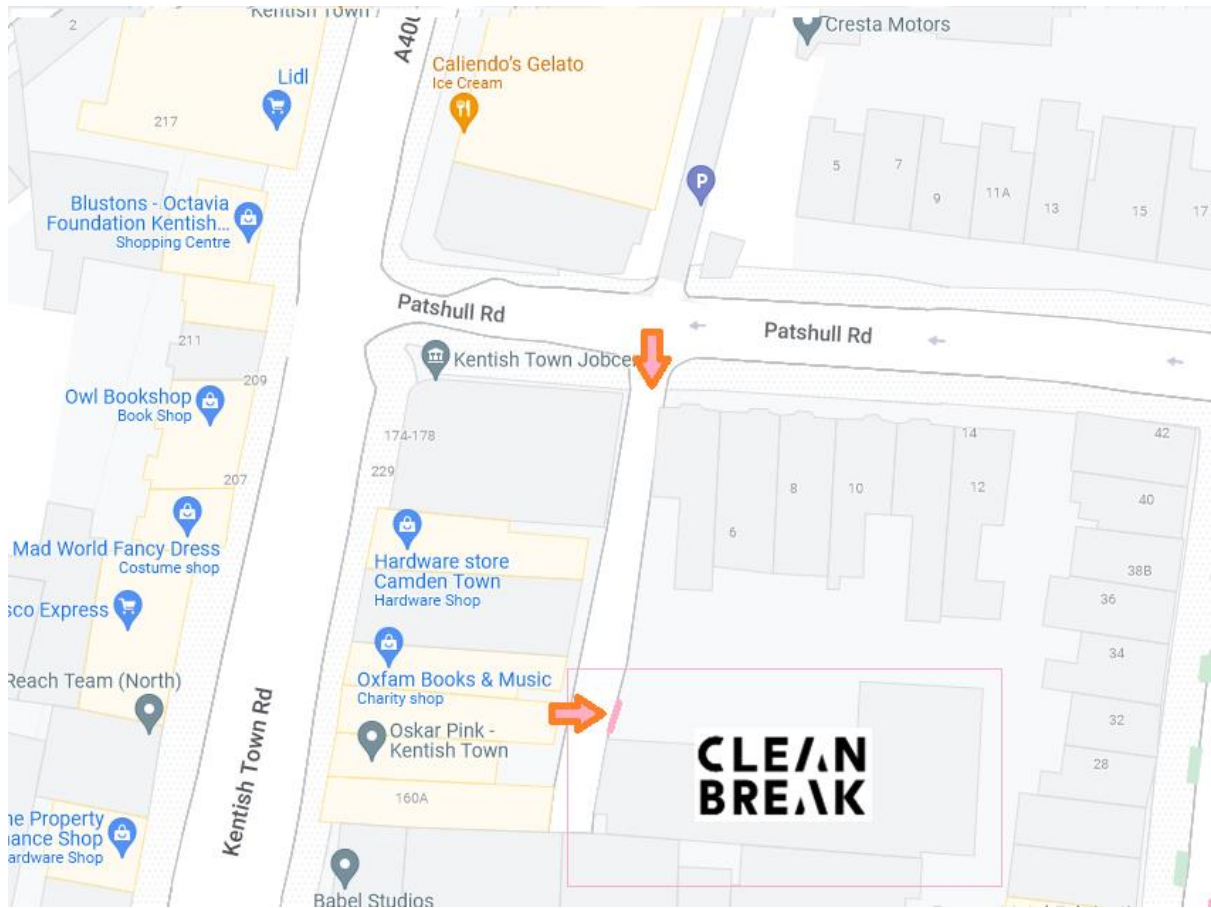 Kentish Town
2
A400
Cresta Motors
Caliendo's Gelato
Ice Cream
Lidl
217
P
5
7
9
11A
13
15
17
Blustons - Octavia
Foundation Kentish...
Shopping Centre
Patshull Rd
Patshull Rd
211
Kentish Town Jobcen
209
Owl Bookshop
Book Shop
174-178
14
42
229
207
8
10
12
40
Mad World Fancy Dress
Costume shop
Hardware store
Camden Town
Hardware Shop
6
38B
sco Express
36
34
Reach Team (North)
Oxfam Books & Music
Charity shop
32
Oskar Pink -
Kentish Town
Kentish Town Rd
CLEAN
BREAK
28
160A
ne Property
nance Shop
ardware Shop
Babel Studios